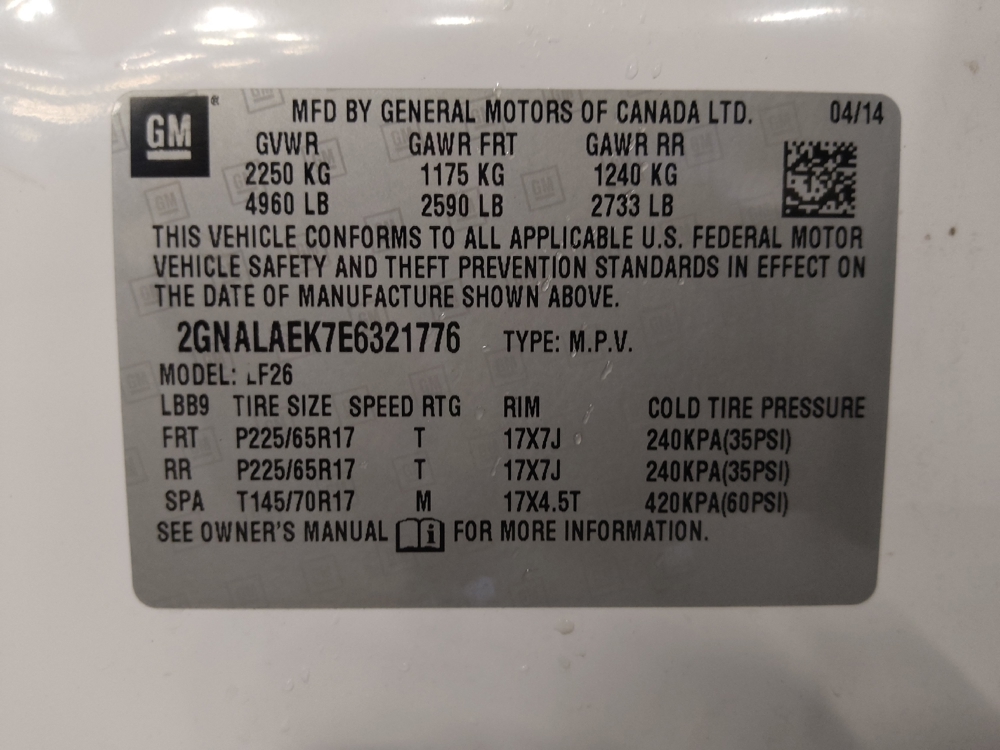 GM ® MFD BY GENERAL MOTORS OF CANADA LTD. 04/14
GVWR GAWR FRT GAWR RR
2250 KG 1175 KG 1240 KG
4960 LB 2590 LB 2733 LB
THIS VEHICLE CONFORMS TO ALL APPLICABLE U.S. FEDERAL MOTOR
VEHICLE SAFETY AND THEFT PREVENTION STANDARDS IN EFFECT ON
THE DATE OF MANUFACTURE SHOWN ABOVE.
2GNALAEK7E6321776 TYPE: M.P.V.
MODEL: LF26
LBB9 TIRE SIZE SPEED RTG RIM COLD TIRE PRESSURE
FRT P225/65R17 T 17X7J 240KPA(35PSI)
RR P225/65R17 T 17X7J 240KPA(35PSI)
SPA T145/70R17 M 17X4.5T 420KPA(60PSI)
SEE OWNER'S MANUAL i FOR MORE INFORMATION.